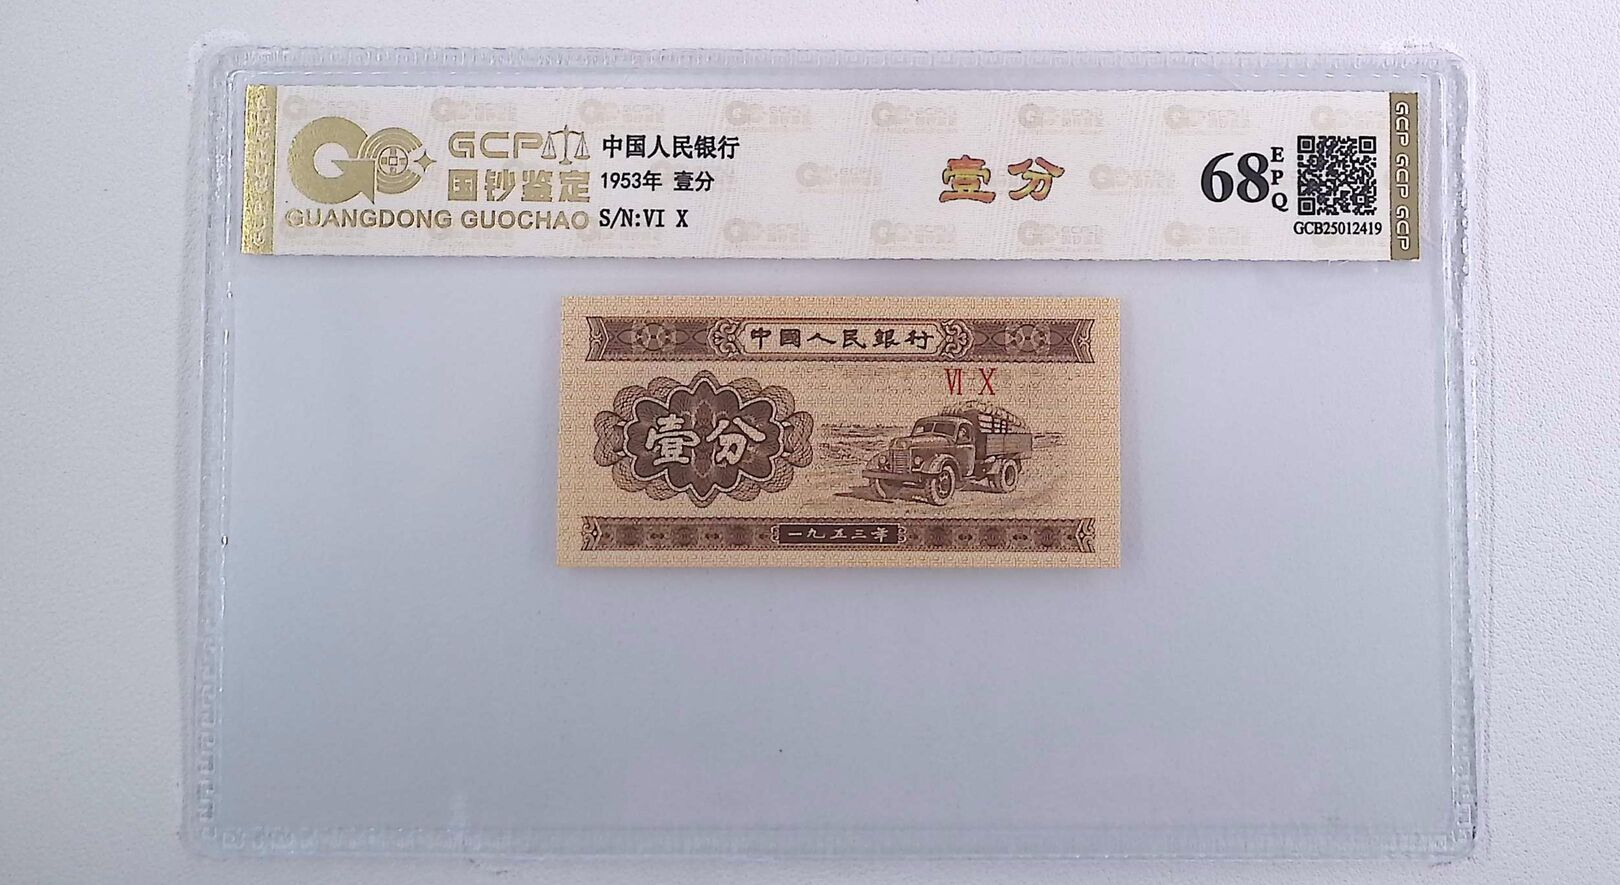 GCP
国钞鉴定
GUANGDONG GUOCHAO
中国人民银行
1953年 壹分
S/N:VI X
壹分
68 EPQ
GCB25012419
GCP GCP GCP
中國人民銀行
VI X
壹分
一九五三年